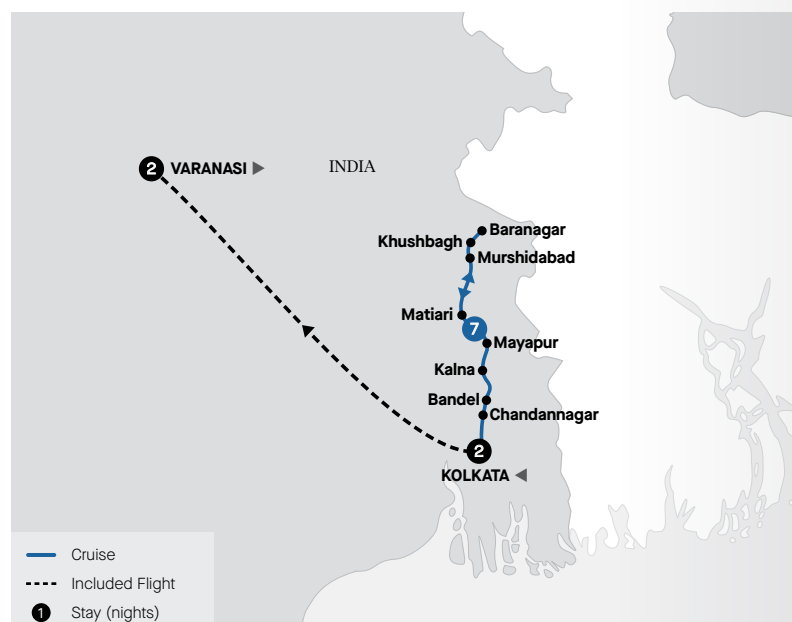 2 VARANASI ▶
INDIA
Baranagar
Khushbagh
Murshidabad
Matiari
7
Mayapur
Kalna
Bandel
Chandannagar
2
KOLKATA ◀
Cruise
Included Flight
1 Stay (nights)